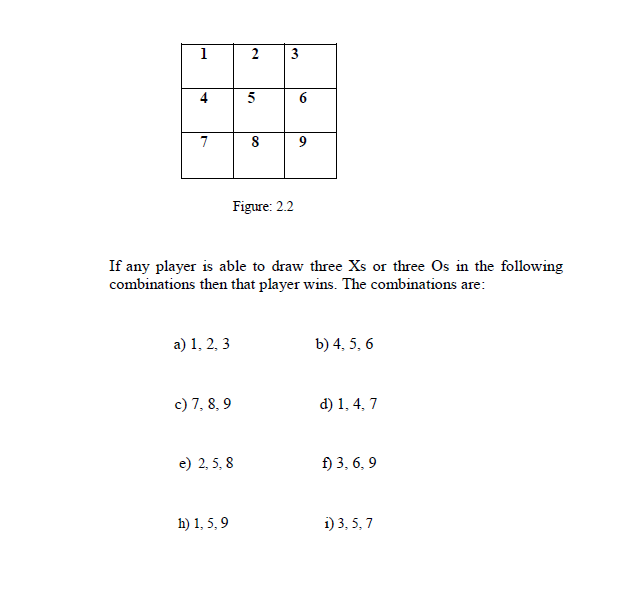 1 2 3
4 5 6
7 8 9
Figure: 2.2
If any player is able to draw three Xs or three Os in the following
combinations then that player wins. The combinations are:
a) 1, 2, 3 b) 4, 5, 6
c) 7, 8, 9 d) 1, 4, 7
e) 2, 5, 8 f) 3, 6, 9
h) 1, 5, 9 i) 3, 5, 7